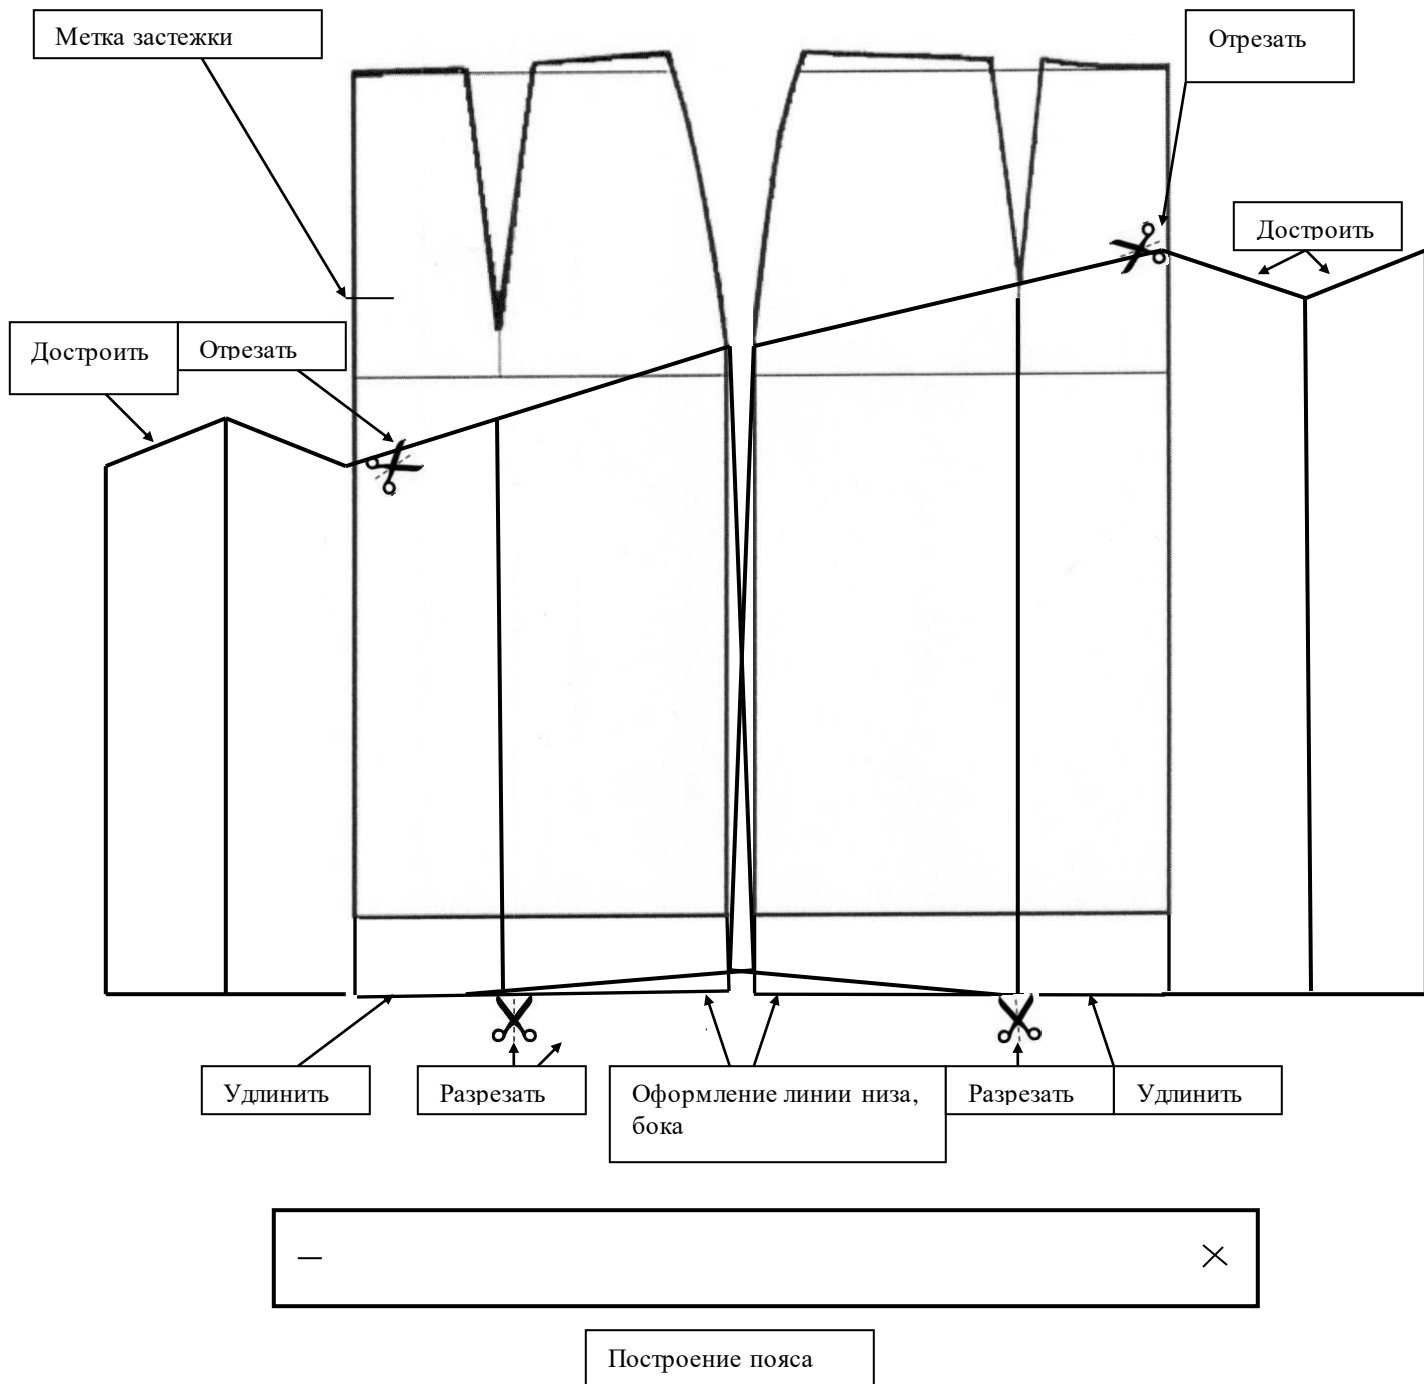 Метка застежки
Отрезать
Достроить
Достроить
Отрезать
Удлинить
Разрезать
Оформление линии низа,
бока
Разрезать
Удлинить
Построение пояса